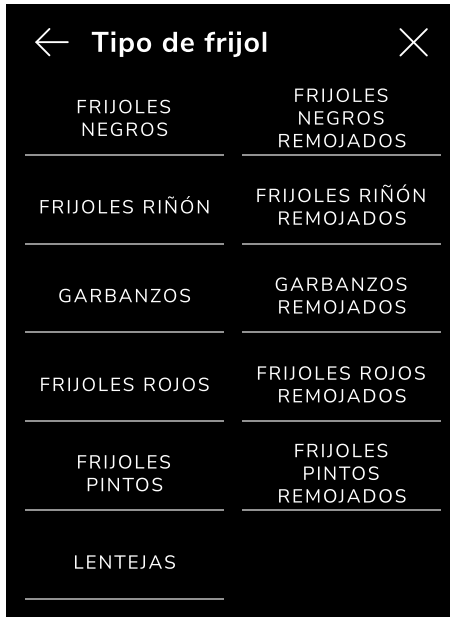 Tipo de frijol
FRIJOLES
NEGROS
FRIJOLES
NEGROS
REMOJADOS
FRIJOLES RIÑÓN
FRIJOLES RIÑÓN
REMOJADOS
GARBANZOS
GARBANZOS
REMOJADOS
FRIJOLES ROJOS
FRIJOLES ROJOS
REMOJADOS
FRIJOLES
PINTOS
FRIJOLES
PINTOS
REMOJADOS
LENTEJAS